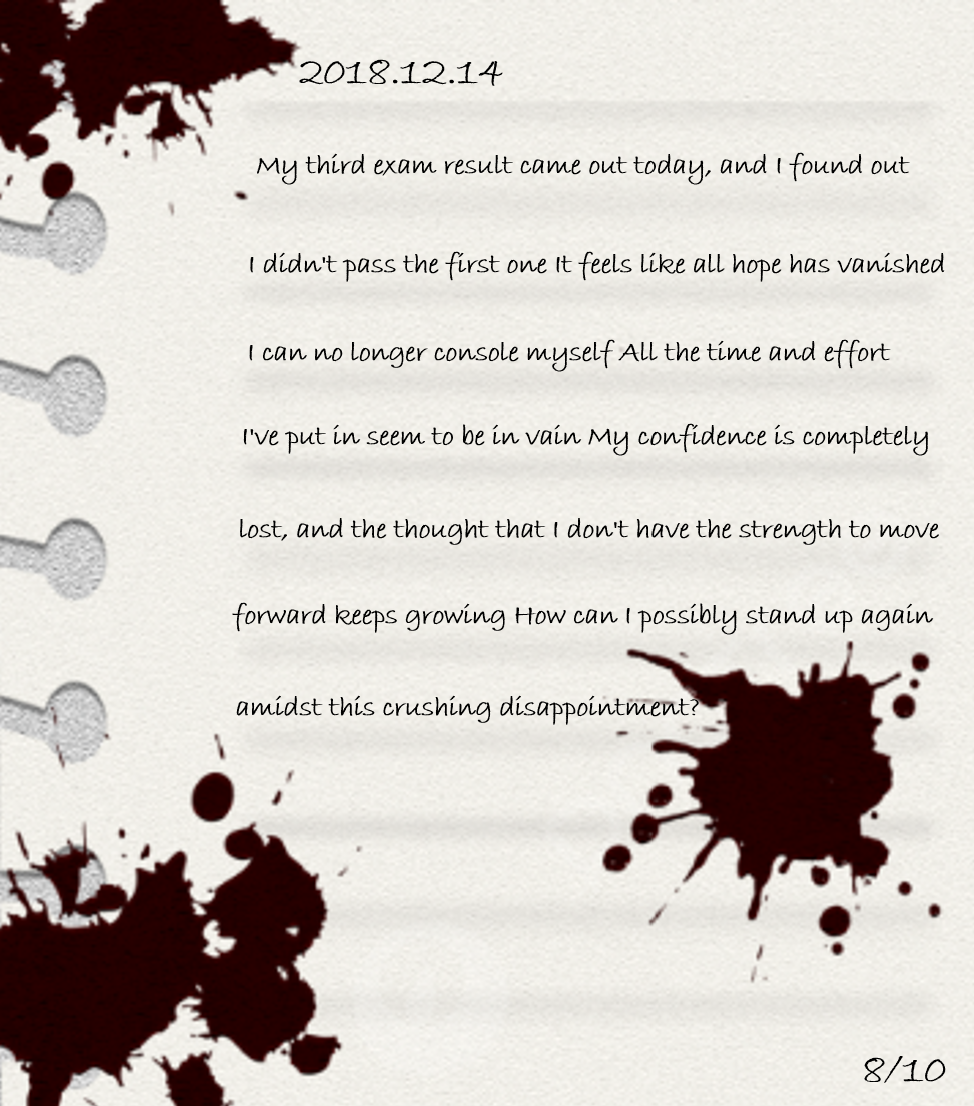 2018.12.14
My third exam result came out today, and I found out
I didn't pass the first one It feels like all hope has vanished
I can no longer console myself All the time and effort
I've put in seem to be in vain My confidence is completely
lost, and the thought that I don't have the strength to move
forward keeps growing How can I possibly stand up again
amidst this crushing disappointment?
8/10